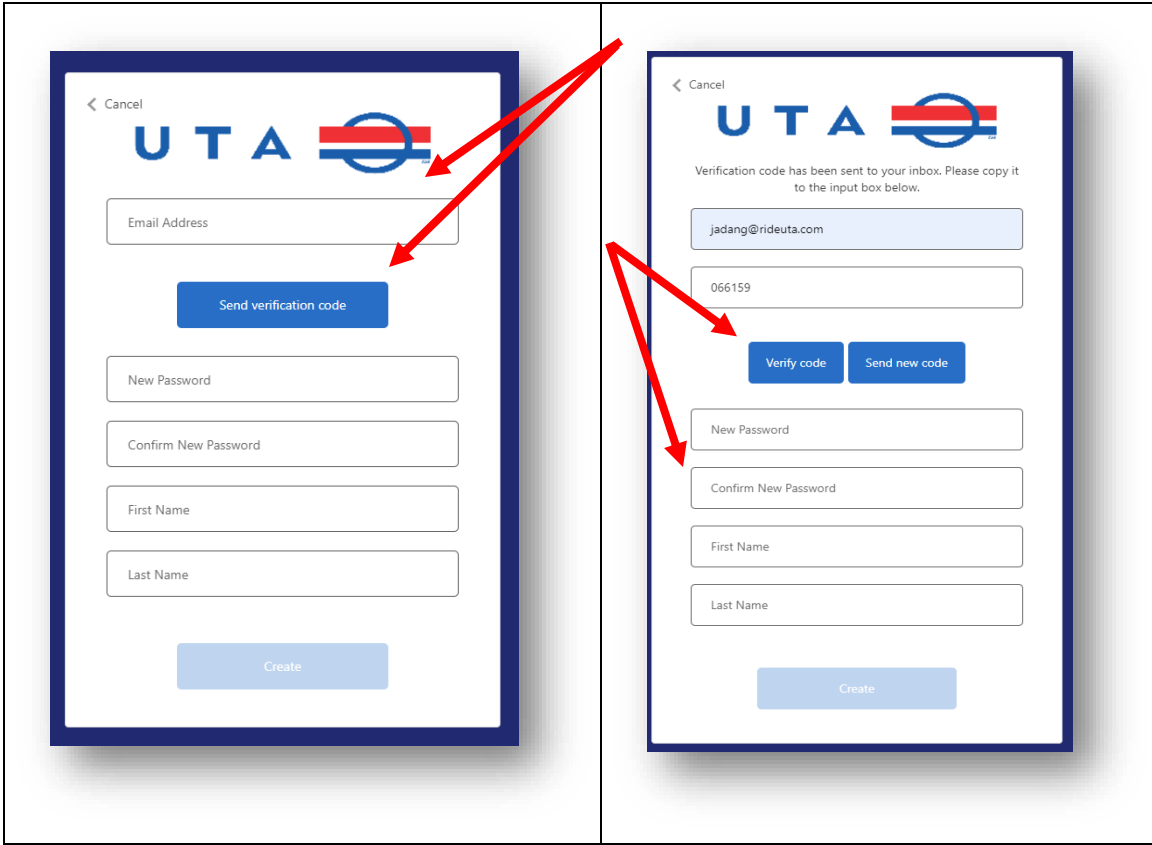 Cancel
UTA
Email Address
Send verification code
New Password
Confirm New Password
First Name
Last Name
Create
Cancel
UTA
Verification code has been sent to your inbox. Please copy it
to the input box below.
jadang@rideuta.com
066159
Verify code Send new code
New Password
Confirm New Password
First Name
Last Name
Create